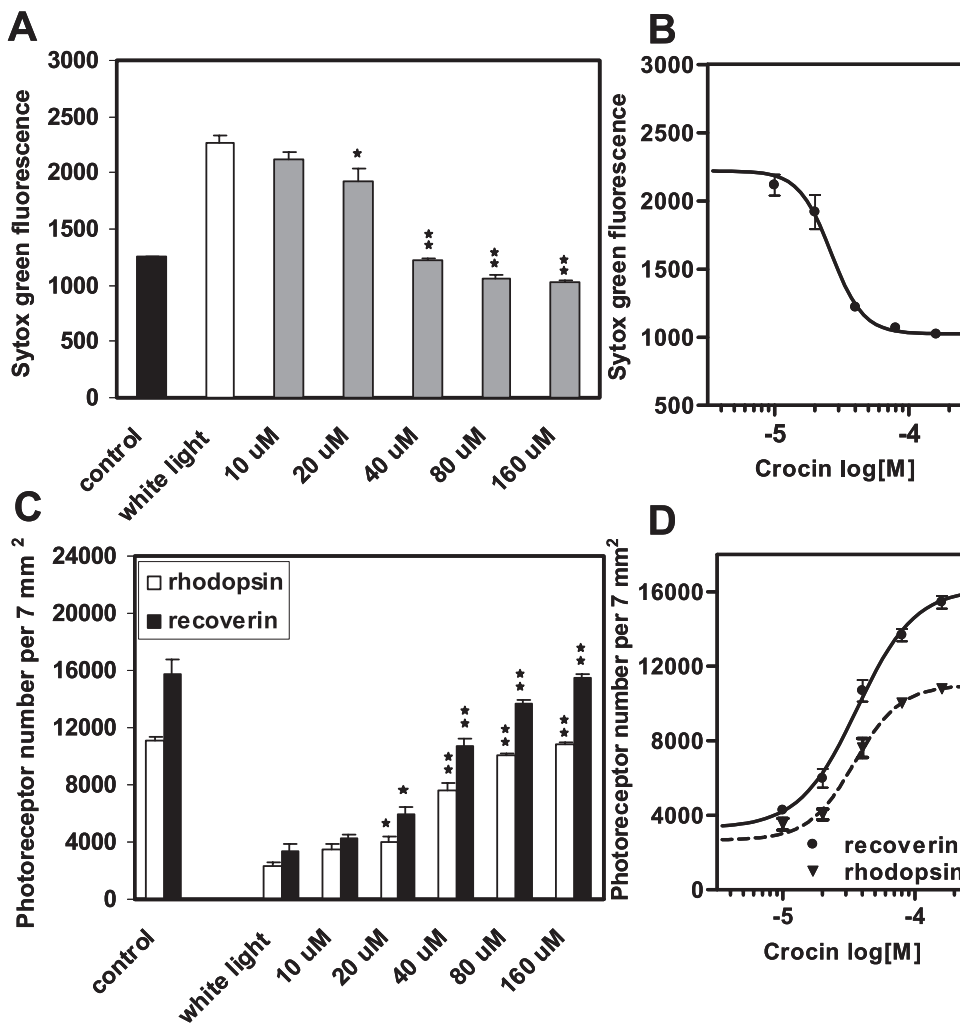 A
Sytox green fluorescence
3000
2500
2000
1500
1000
500
0
★
★★
★★
★★
control
white light
10 uM
20 uM
40 uM
80 uM
160 uM
B
Sytox green fluorescence
3000
2500
2000
1500
1000
500
-5
-4
Crocin log[M]
C
Photoreceptor number per 7 mm²
24000
20000
16000
12000
8000
4000
0
rhodopsin
recoverin
★
★
★★
★★
★★
★★
★★
★★
control
white light
10 uM
20 uM
40 uM
80 uM
160 uM
D
Photoreceptor number per 7 mm²
16000
12000
8000
4000
0
recoverin
rhodopsin
-5
-4
Crocin log[M]